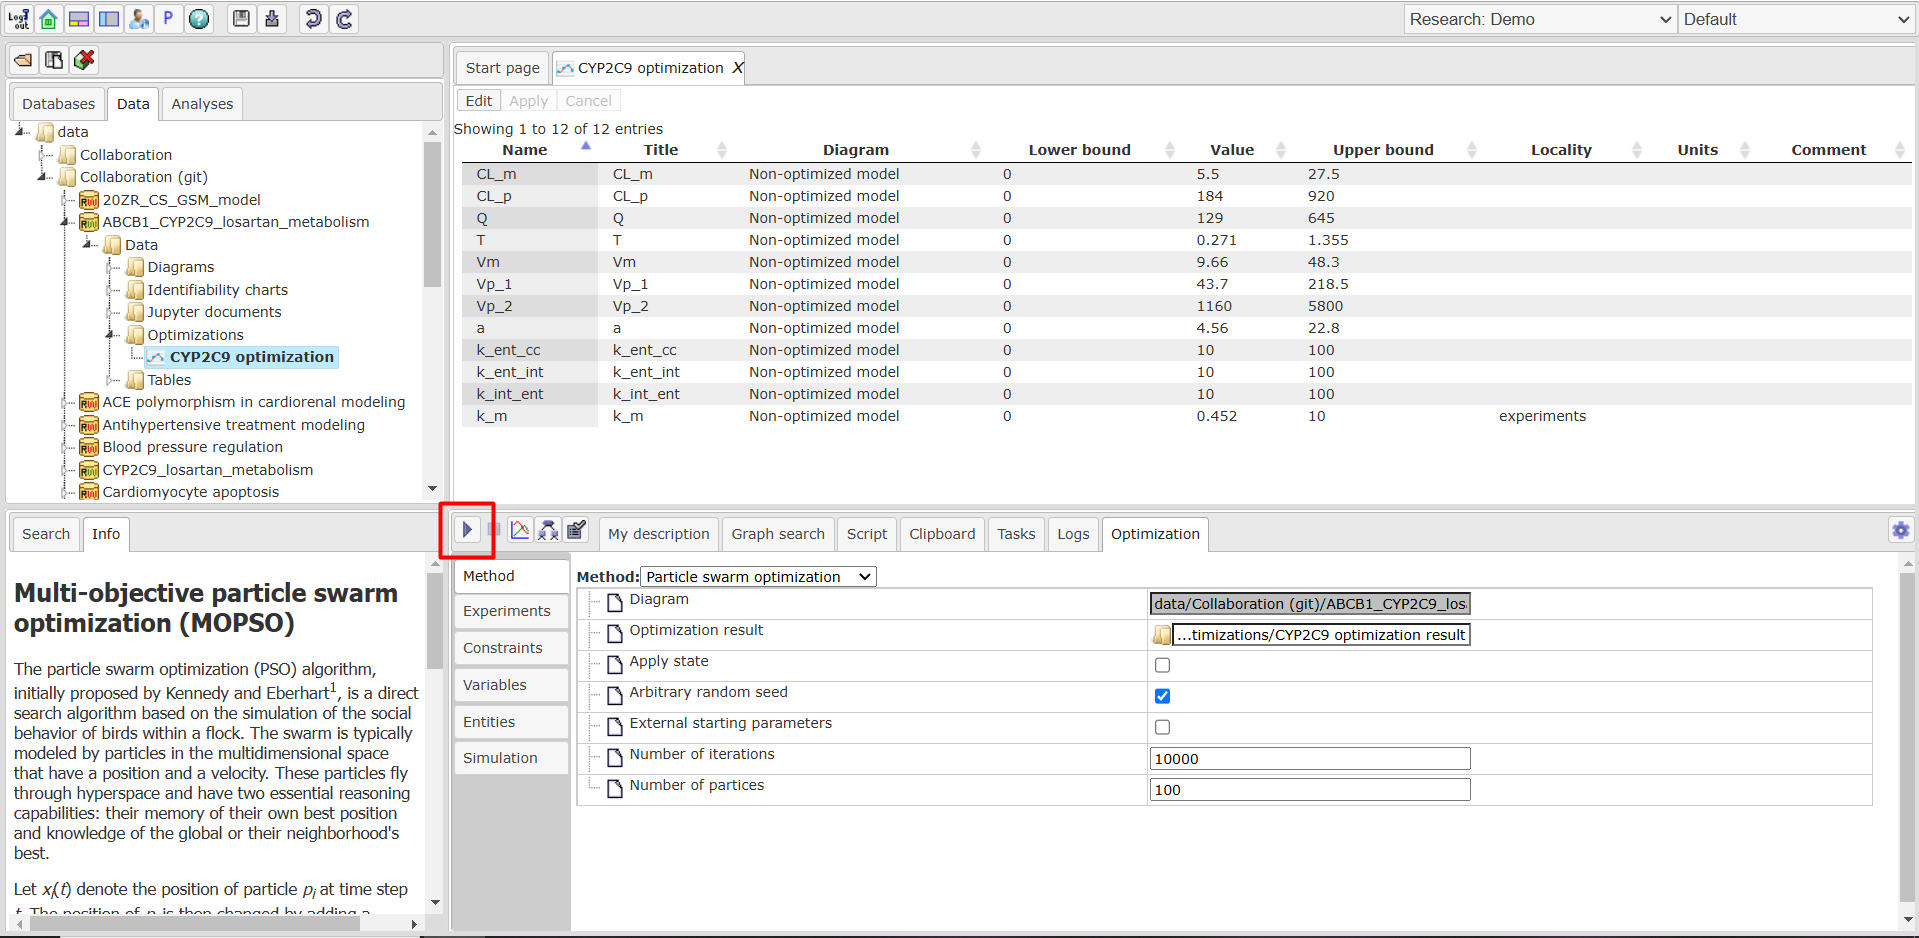 Log out
P
Research: Demo
Default
Databases
Data
Analyses
data
Collaboration
Collaboration (git)
20ZR_CS_GSM_model
ABCB1_CYP2C9_losartan_metabolism
Data
Diagrams
Identifiability charts
Jupyter documents
Optimizations
CYP2C9 optimization
Tables
ACE polymorphism in cardiorenal modeling
Antihypertensive treatment modeling
Blood pressure regulation
CYP2C9_losartan_metabolism
Cardiomyocyte apoptosis
Start page
CYP2C9 optimization X
Edit Apply Cancel
Showing 1 to 12 of 12 entries
Name Title Diagram Lower bound Value Upper bound Locality Units Comment
CL_m CL_m Non-optimized model 0 5.5 27.5
CL_p CL_p Non-optimized model 0 184 920
Q Q Non-optimized model 0 129 645
T T Non-optimized model 0 0.271 1.355
Vm Vm Non-optimized model 0 9.66 48.3
Vp_1 Vp_1 Non-optimized model 0 43.7 218.5
Vp_2 Vp_2 Non-optimized model 0 1160 5800
a a Non-optimized model 0 4.56 22.8
k_ent_cc k_ent_cc Non-optimized model 0 10 100
k_ent_int k_ent_int Non-optimized model 0 10 100
k_int_ent k_int_ent Non-optimized model 0 10 100
k_m k_m Non-optimized model 0 0.452 10 experiments
Search
Info
Multi-objective particle swarm
optimization (MOPSO)
The particle swarm optimization (PSO) algorithm,
initially proposed by Kennedy and Eberhart1, is a direct
search algorithm based on the simulation of the social
behavior of birds within a flock. The swarm is typically
modeled by particles in the multidimensional space
that have a position and a velocity. These particles fly
through hyperspace and have two essential reasoning
capabilities: their memory of their own best position
and knowledge of the global or their neighborhood's
best.
Let xi(t) denote the position of particle pi at time step
t. The position of pi is then changed by adding a
My description
Graph search
Script
Clipboard
Tasks
Logs
Optimization
Method
Experiments
Constraints
Variables
Entities
Simulation
Method: Particle swarm optimization
Diagram data/Collaboration (git)/ABCB1_CYP2C9_los
Optimization result ...timizations/CYP2C9 optimization result
Apply state
Arbitrary random seed
External starting parameters
Number of iterations 10000
Number of partices 100